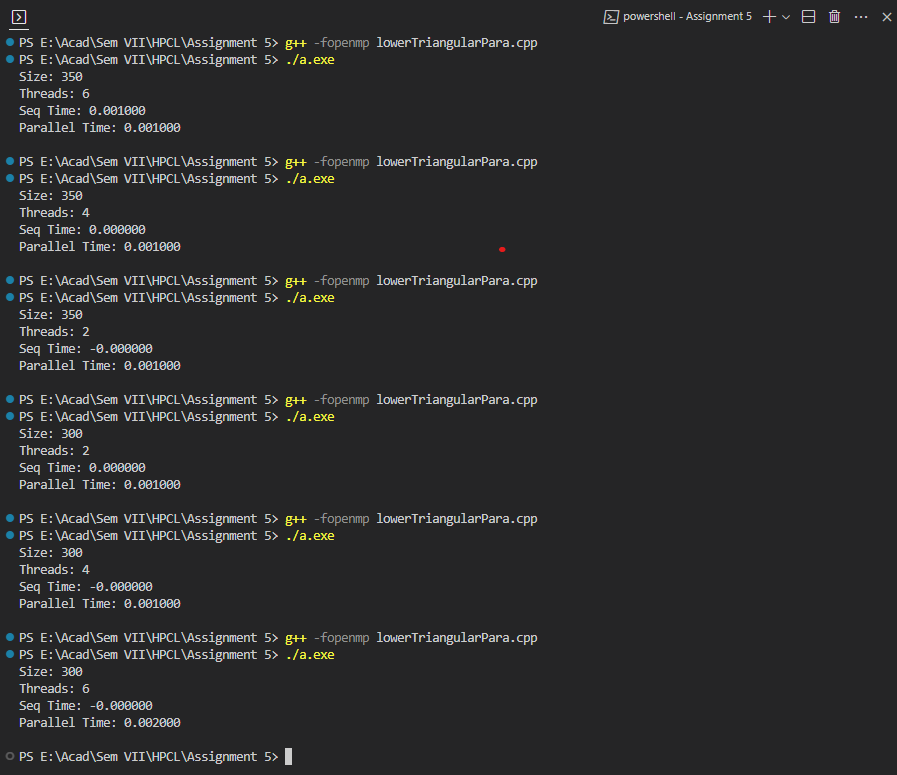 powershell - Assignment 5
PS E:\Acad\Sem VII\HPCL\Assignment 5> g++ -fopenmp lowerTriangularPara.cpp
PS E:\Acad\Sem VII\HPCL\Assignment 5> ./a.exe
Size: 350
Threads: 6
Seq Time: 0.001000
Parallel Time: 0.001000
PS E:\Acad\Sem VII\HPCL\Assignment 5> g++ -fopenmp lowerTriangularPara.cpp
PS E:\Acad\Sem VII\HPCL\Assignment 5> ./a.exe
Size: 350
Threads: 4
Seq Time: 0.000000
Parallel Time: 0.001000
PS E:\Acad\Sem VII\HPCL\Assignment 5> g++ -fopenmp lowerTriangularPara.cpp
PS E:\Acad\Sem VII\HPCL\Assignment 5> ./a.exe
Size: 350
Threads: 2
Seq Time: -0.000000
Parallel Time: 0.001000
PS E:\Acad\Sem VII\HPCL\Assignment 5> g++ -fopenmp lowerTriangularPara.cpp
PS E:\Acad\Sem VII\HPCL\Assignment 5> ./a.exe
Size: 300
Threads: 2
Seq Time: 0.000000
Parallel Time: 0.001000
PS E:\Acad\Sem VII\HPCL\Assignment 5> g++ -fopenmp lowerTriangularPara.cpp
PS E:\Acad\Sem VII\HPCL\Assignment 5> ./a.exe
Size: 300
Threads: 4
Seq Time: -0.000000
Parallel Time: 0.001000
PS E:\Acad\Sem VII\HPCL\Assignment 5> g++ -fopenmp lowerTriangularPara.cpp
PS E:\Acad\Sem VII\HPCL\Assignment 5> ./a.exe
Size: 300
Threads: 6
Seq Time: -0.000000
Parallel Time: 0.002000
PS E:\Acad\Sem VII\HPCL\Assignment 5>